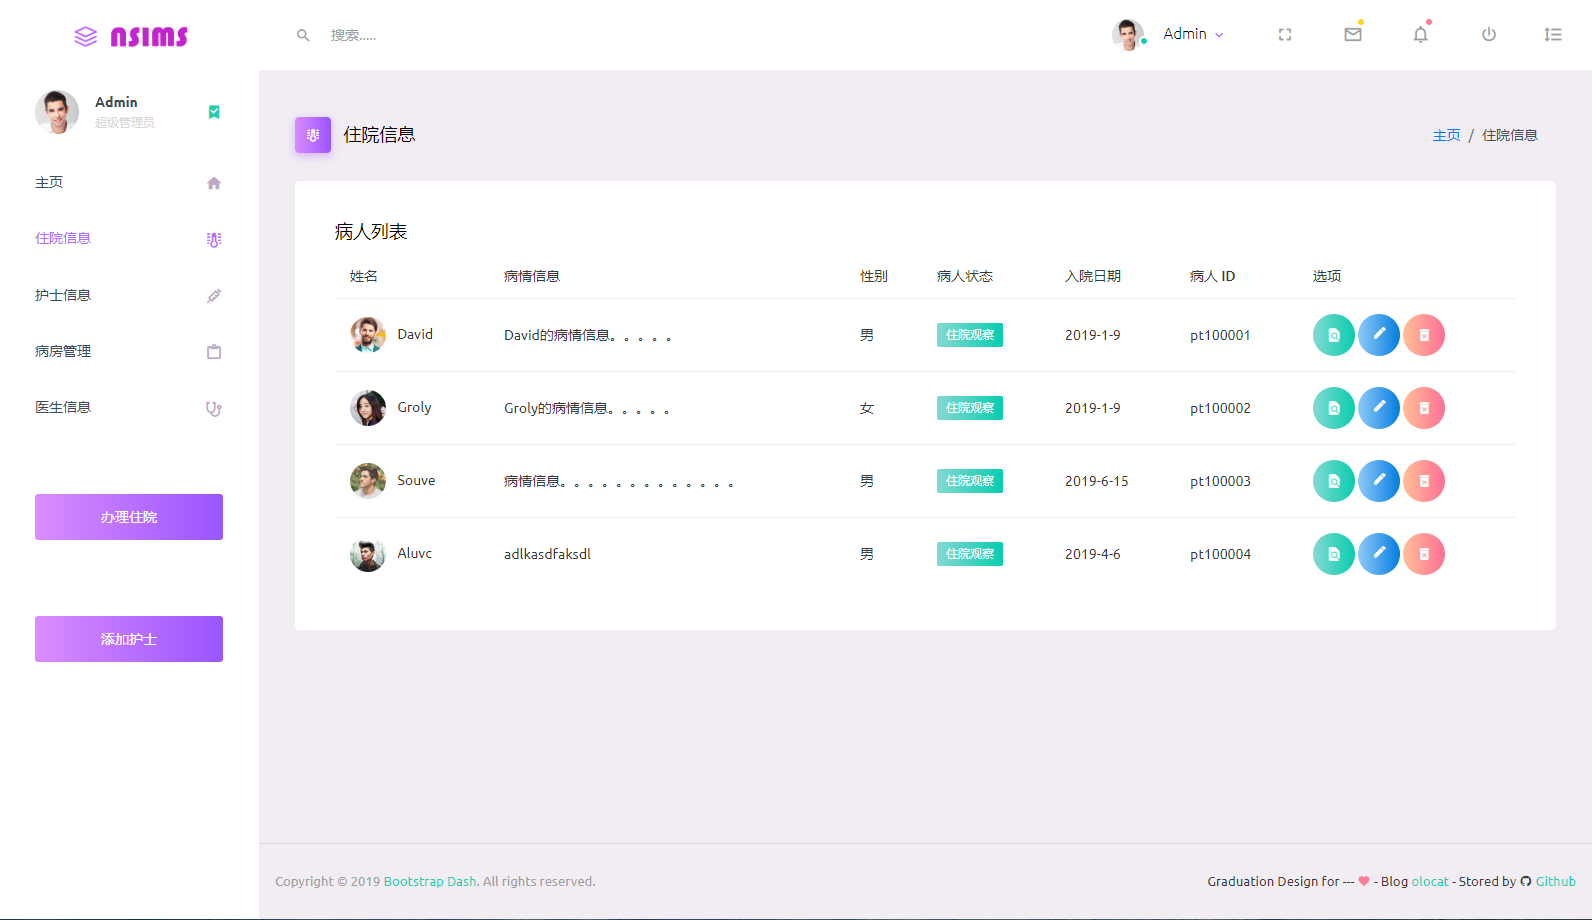 NSIMS
搜索.....
Admin
Admin
超级管理员
主页
住院信息
护士信息
病房管理
医生信息
办理住院
添加护士
住院信息
主页 / 住院信息
病人列表
姓名 病情信息 性别 病人状态 入院日期 病人 ID 选项
David David的病情信息。。。。。 男 住院观察 2019-1-9 pt100001
Groly Groly的病情信息。。。。。 女 住院观察 2019-1-9 pt100002
Souve 病情信息。。。。。。。。。。。。。 男 住院观察 2019-6-15 pt100003
Aluvc adlkasdfaksdl 男 住院观察 2019-4-6 pt100004
Copyright © 2019 Bootstrap Dash. All rights reserved.
Graduation Design for --- ♥ - Blog olocat - Stored by Github